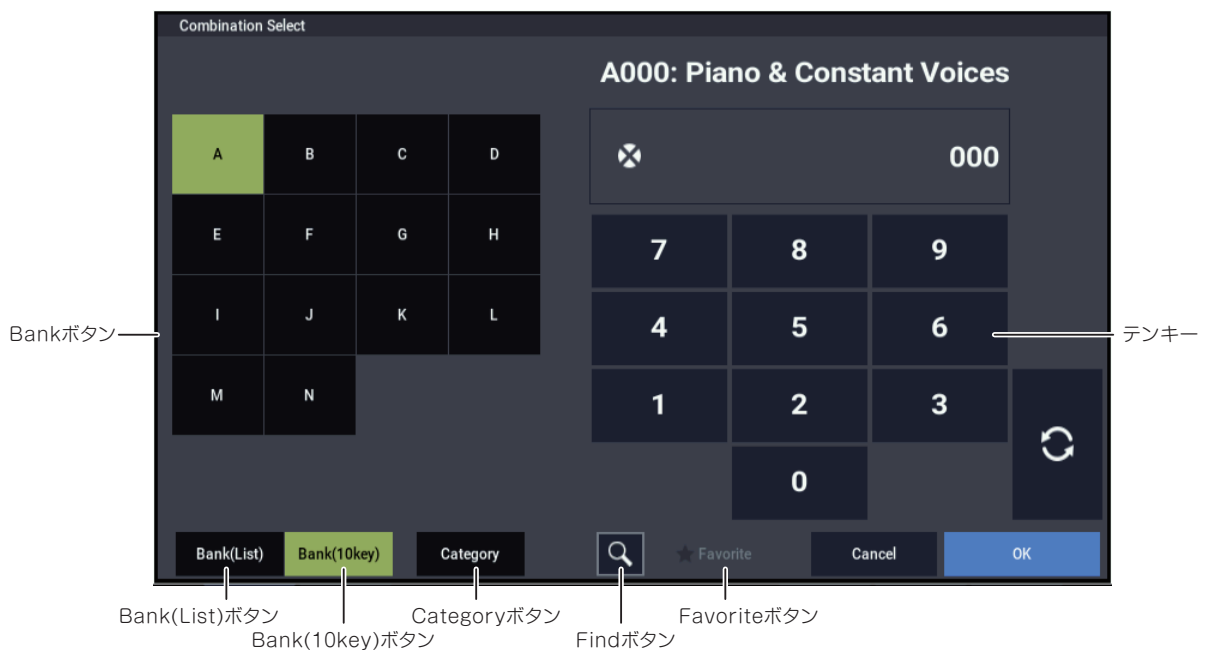 Combination Select
A000: Piano & Constant Voices
000
A B C D
E F G H
I J K L
M N
7 8 9
4 5 6
1 2 3
0
Bankボタン
テンキー
Bank(List) Bank(10key) Category Favorite Cancel OK
Bank(List)ボタン
Bank(10key)ボタン
Categoryボタン
Findボタン
Favoriteボタン